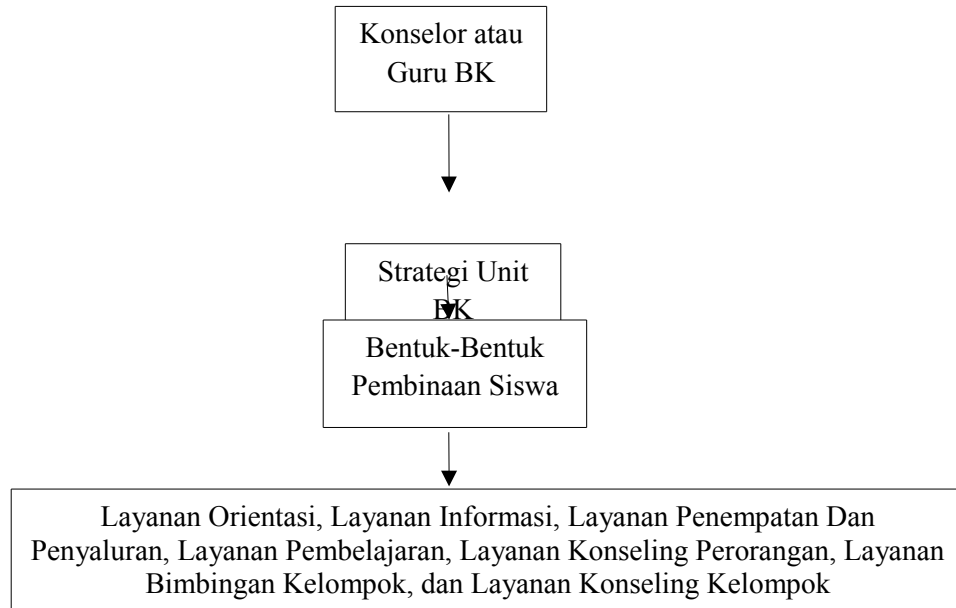 Konselor atau
Guru BK
Strategi Unit
BK
Bentuk-Bentuk
Pembinaan Siswa
Layanan Orientasi, Layanan Informasi, Layanan Penempatan Dan
Penyaluran, Layanan Pembelajaran, Layanan Konseling Perorangan, Layanan
Bimbingan Kelompok, dan Layanan Konseling Kelompok